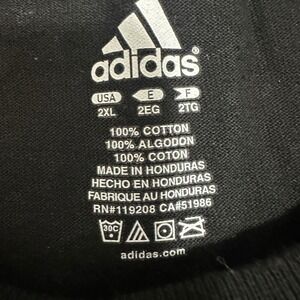 adidas®
USA E F
2XL 2EG 2TG
100% COTTON
100% ALGODON
100% COTON
MADE IN HONDURAS
HECHO EN HONDURAS
FABRIQUE AU HONDURAS
RN#119208 CA#51986
30C
adidas.com